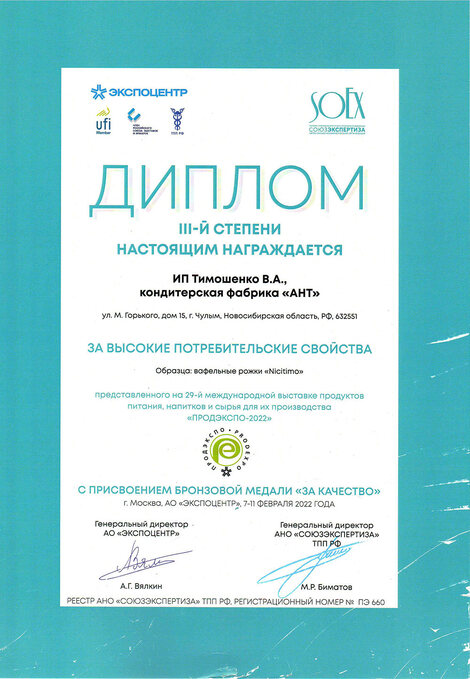 ЭКСПОЦЕНТР
SOEX
СОЮЗЭКСПЕРТИЗА
ufi
Member
ТПП РФ
ДИПЛОМ
III-Й СТЕПЕНИ
НАСТОЯЩИМ НАГРАЖДАЕТСЯ
ИП Тимошенко В.А.,
кондитерская фабрика «АНТ»
ул. М. Горького, дом 15, г. Чулым, Новосибирская область, РФ, 632551
ЗА ВЫСОКИЕ ПОТРЕБИТЕЛЬСКИЕ СВОЙСТВА
Образца: вафельные рожки «Nicitimo»
представленного на 29-й международной выставке продуктов
питания, напитков и сырья для их производства
«ПРОДЭКСПО-2022»
ПРОДЭКСПО • PRODEXPO
С ПРИСВОЕНИЕМ БРОНЗОВОЙ МЕДАЛИ «ЗА КАЧЕСТВО»
г. Москва, АО «ЭКСПОЦЕНТР», 7-11 ФЕВРАЛЯ 2022 ГОДА
Генеральный директор
АО «ЭКСПОЦЕНТР»
Генеральный директор
АНО «СОЮЗЭКСПЕРТИЗА»
ТПП РФ
А.Г. Вялкин
М.Р. Биматов
РЕЕСТР АНО «СОЮЗЭКСПЕРТИЗА» ТПП РФ, РЕГИСТРАЦИОННЫЙ НОМЕР № ПЭ 660